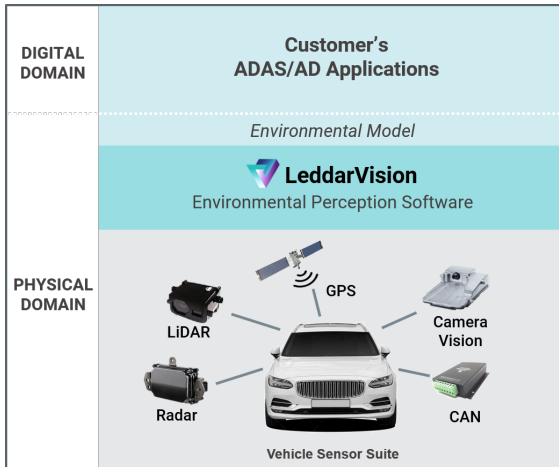 DIGITAL
DOMAIN
Customer's
ADAS/AD Applications
Environmental Model
LeddarVision
Environmental Perception Software
PHYSICAL
DOMAIN
GPS
LiDAR
Camera
Vision
Radar
CAN
Vehicle Sensor Suite